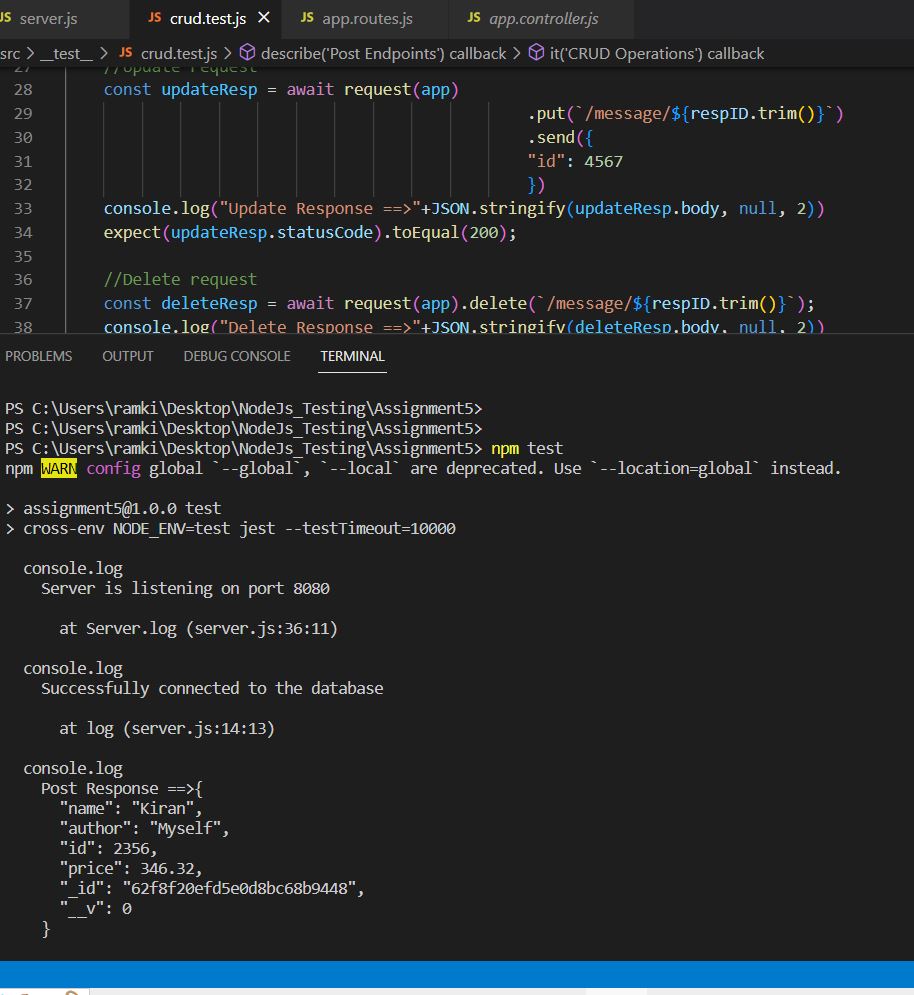 JS server.js
JS crud.test.js ✕
JS app.routes.js
JS app.controller.js
src > __test__ > JS crud.test.js > describe('Post Endpoints') callback > it('CRUD Operations') callback
27 //Update request
28 const updateResp = await request(app)
29 .put(`/message/${respID.trim()}`)
30 .send({
31 "id": 4567
32 })
33 console.log("Update Response ==>"+JSON.stringify(updateResp.body, null, 2))
34 expect(updateResp.statusCode).toEqual(200);
35
36 //Delete request
37 const deleteResp = await request(app).delete(`/message/${respID.trim()}`);
38 console.log("Delete Response ==>"+JSON.stringify(deleteResp.body, null, 2))
PROBLEMS OUTPUT DEBUG CONSOLE TERMINAL
PS C:\Users\ramki\Desktop\NodeJs_Testing\Assignment5>
PS C:\Users\ramki\Desktop\NodeJs_Testing\Assignment5>
PS C:\Users\ramki\Desktop\NodeJs_Testing\Assignment5> npm test
npm WARN config global `--global`, `--local` are deprecated. Use `--location=global` instead.
> assignment5@1.0.0 test
> cross-env NODE_ENV=test jest --testTimeout=10000
console.log
Server is listening on port 8080
at Server.log (server.js:36:11)
console.log
Successfully connected to the database
at log (server.js:14:13)
console.log
Post Response ==>{
"name": "Kiran",
"author": "Myself",
"id": 2356,
"price": 346.32,
"_id": "62f8f20efd5e0d8bc68b9448",
"__v": 0
}